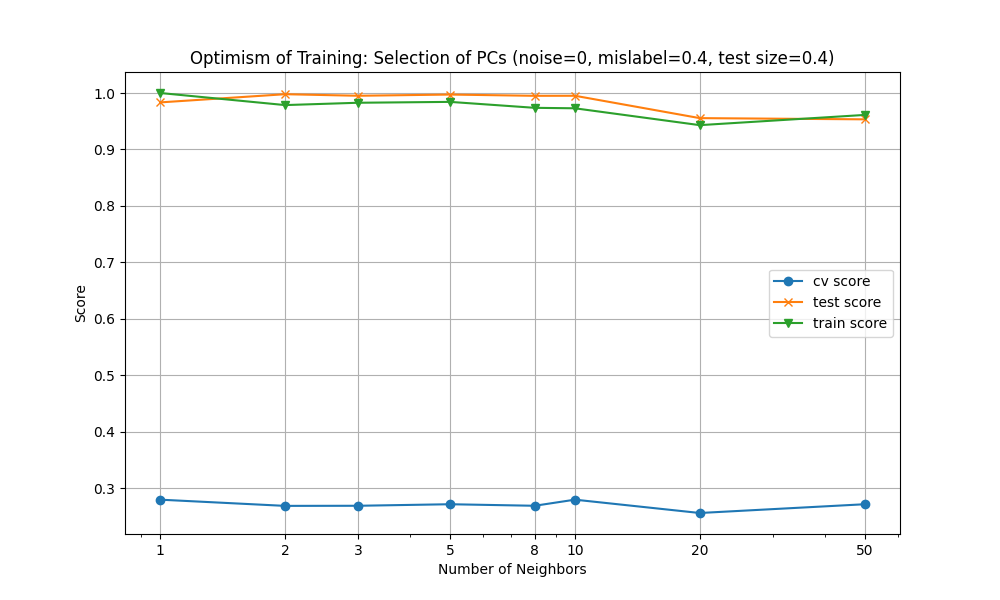 Optimism of Training: Selection of PCs (noise=0, mislabel=0.4, test size=0.4)
1.0
0.9
0.8
0.7
0.6
0.5
0.4
0.3
Score
cv score
test score
train score
1 2 3 5 8 10 20 50
Number of Neighbors